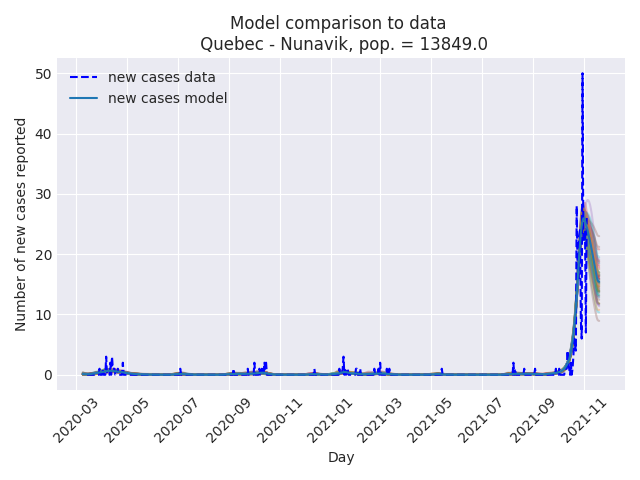 Model comparison to data
Quebec - Nunavik, pop. = 13849.0
new cases data
new cases model
Number of new cases reported
50
40
30
20
10
0
2020-03
2020-05
2020-07
2020-09
2020-11
2021-01
2021-03
2021-05
2021-07
2021-09
2021-11
Day